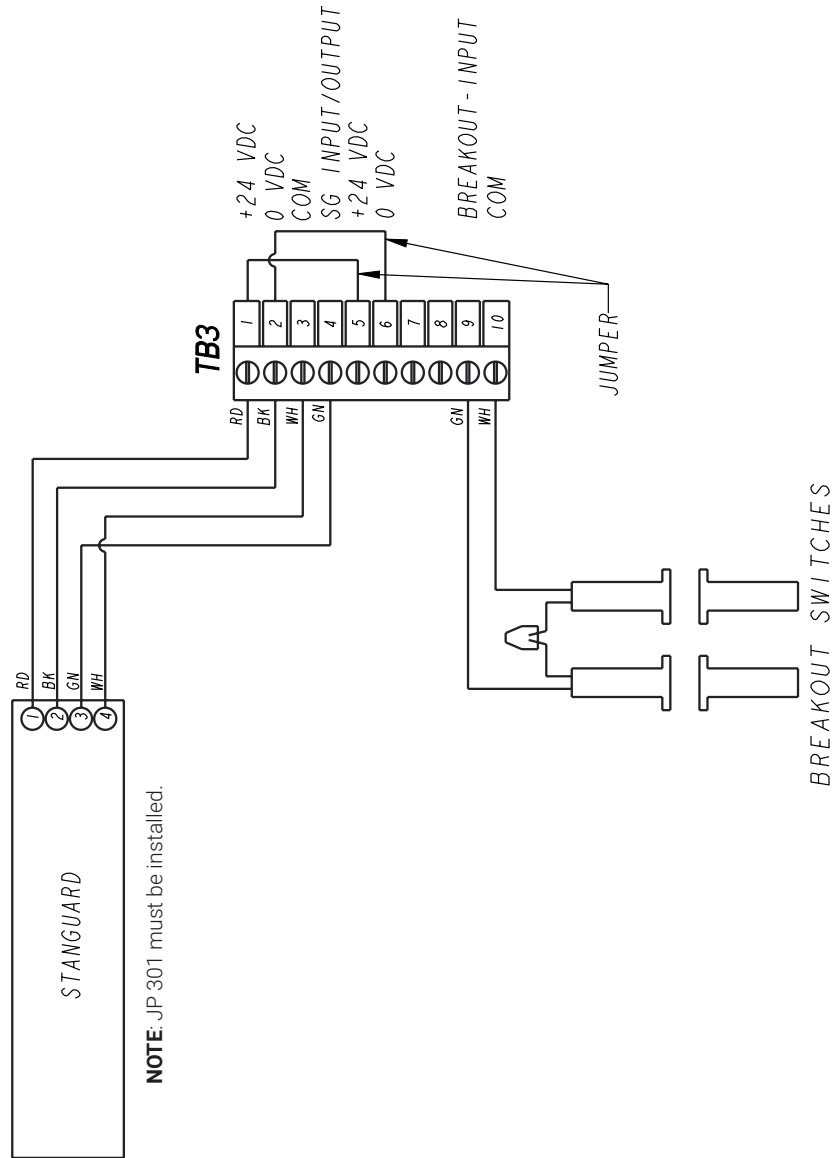 STANGUARD
1
2
3
4
RD
BK
GN
WH
NOTE: JP 301 must be installed.
TB3
RD
BK
WH
GN
GN
WH
1
2
3
4
5
6
7
8
9
10
+24 VDC
0 VDC
COM
SG INPUT/OUTPUT
+24 VDC
0 VDC
BREAKOUT-INPUT
COM
JUMPER
BREAKOUT SWITCHES